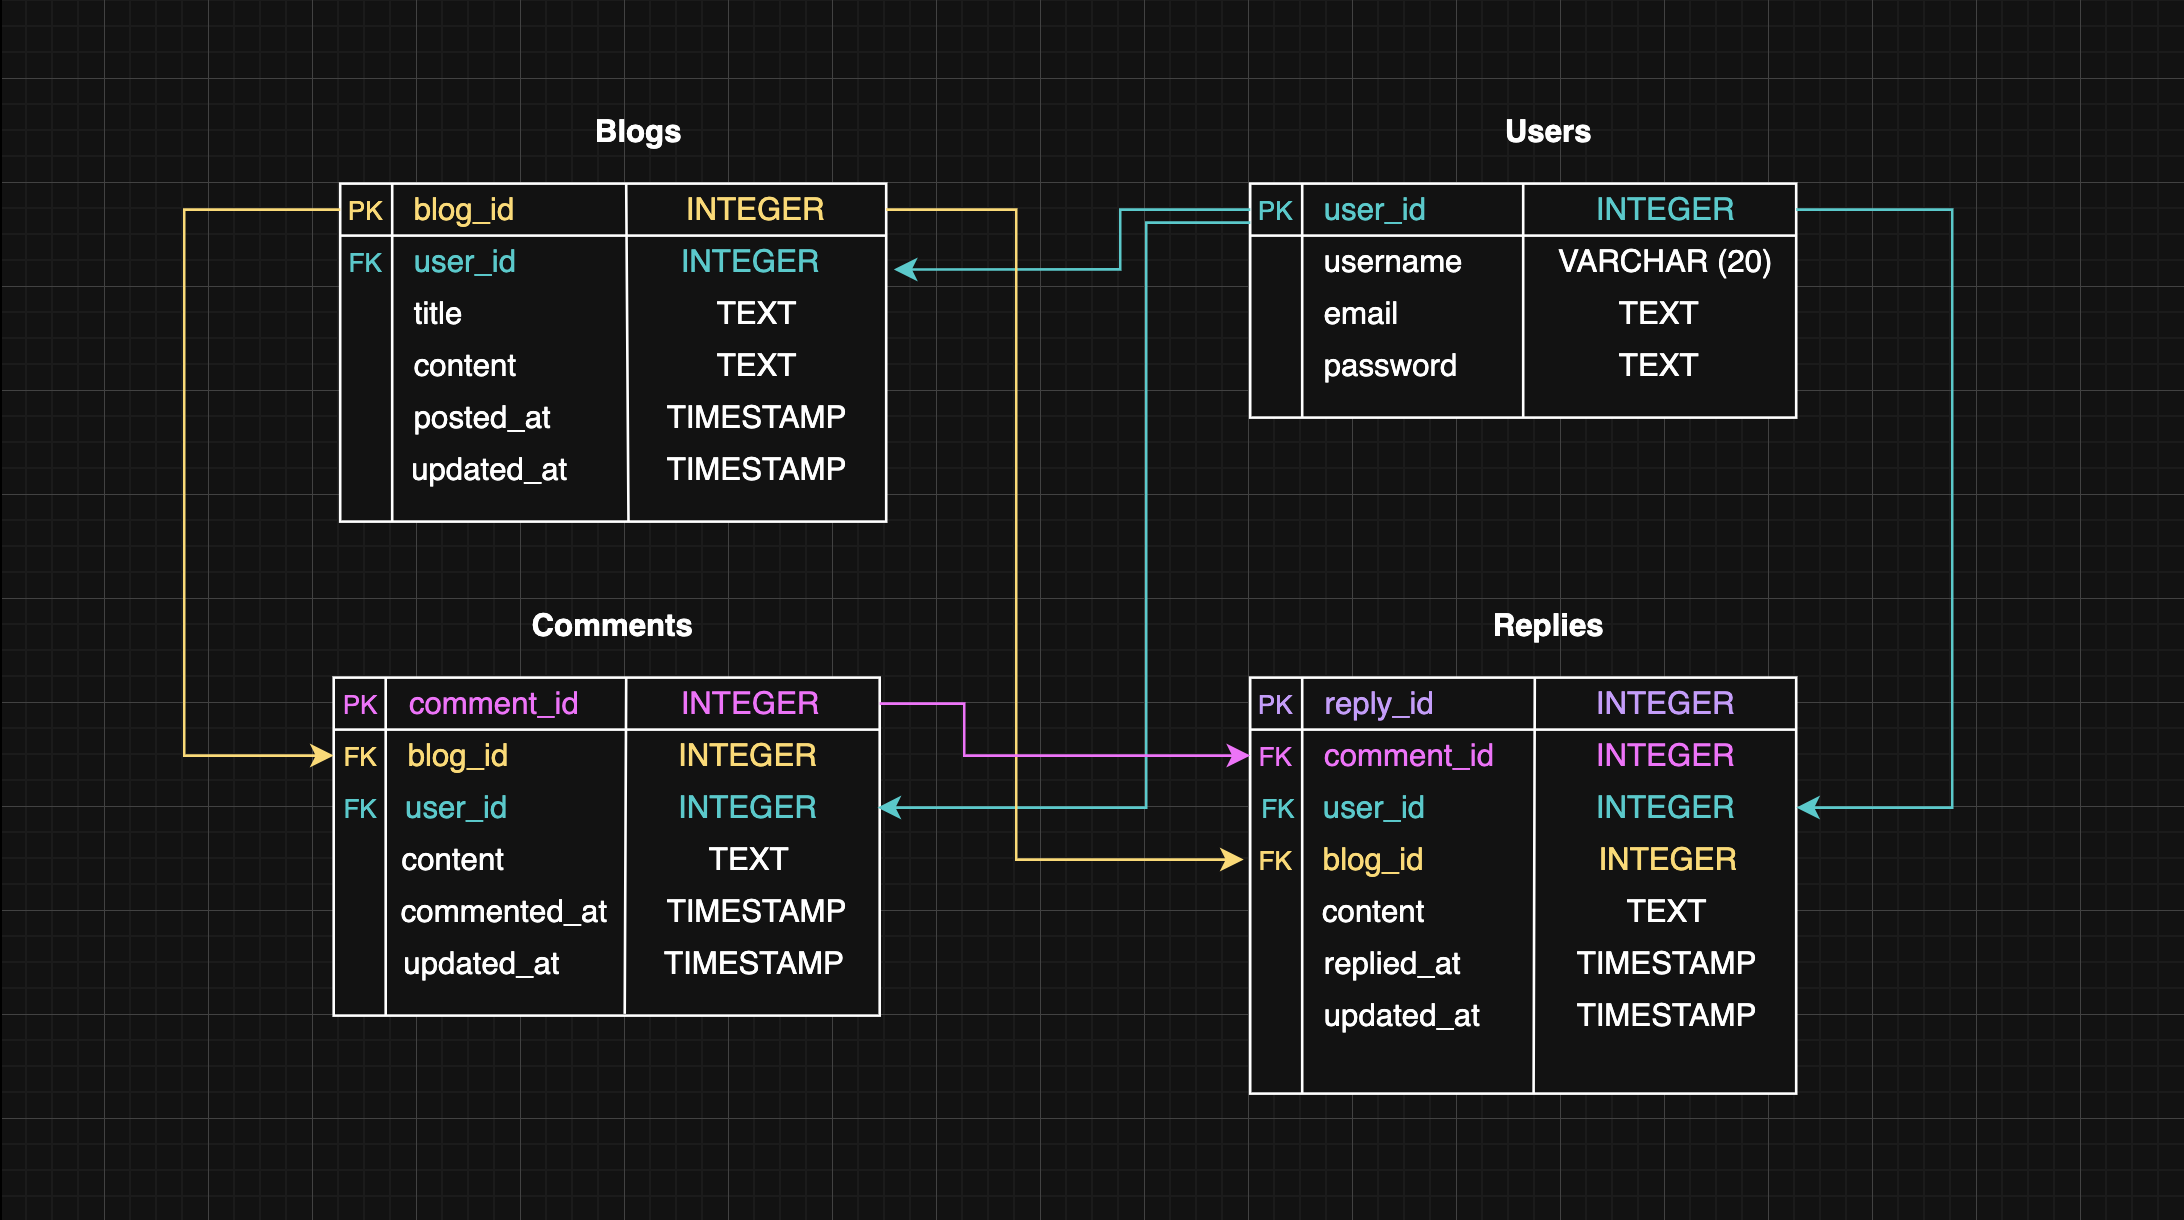 Blogs
PK blog_id INTEGER
FK user_id INTEGER
title TEXT
content TEXT
posted_at TIMESTAMP
updated_at TIMESTAMP
Users
PK user_id INTEGER
username VARCHAR (20)
email TEXT
password TEXT
Comments
PK comment_id INTEGER
FK blog_id INTEGER
FK user_id INTEGER
content TEXT
commented_at TIMESTAMP
updated_at TIMESTAMP
Replies
PK reply_id INTEGER
FK comment_id INTEGER
FK user_id INTEGER
FK blog_id INTEGER
content TEXT
replied_at TIMESTAMP
updated_at TIMESTAMP